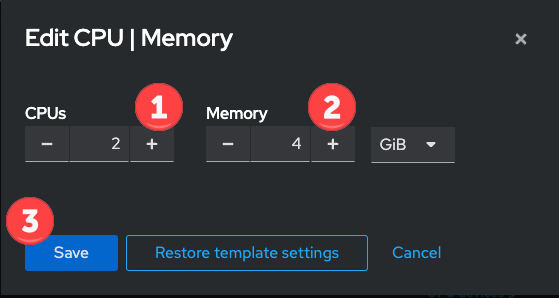 Edit CPU | Memory ×
CPUs 1 Memory 2
− 2 + − 4 + GiB
3
Save Restore template settings Cancel